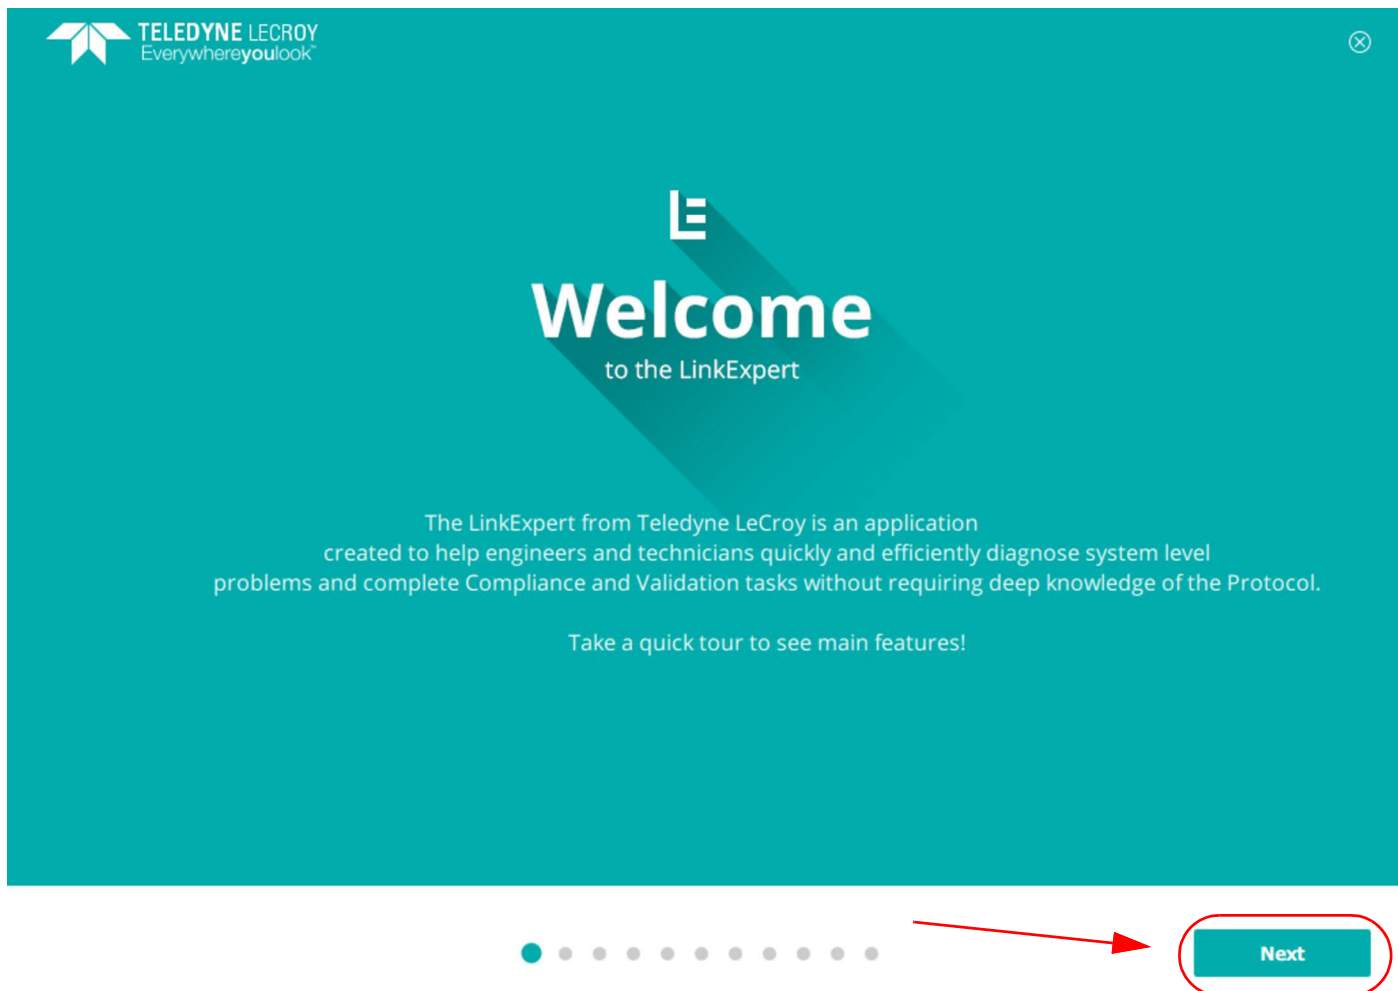 TELEDYNE LECROY
Everywhereyoulook™
LE
Welcome
to the LinkExpert
The LinkExpert from Teledyne LeCroy is an application
created to help engineers and technicians quickly and efficiently diagnose system level
problems and complete Compliance and Validation tasks without requiring deep knowledge of the Protocol.
Take a quick tour to see main features!
Next